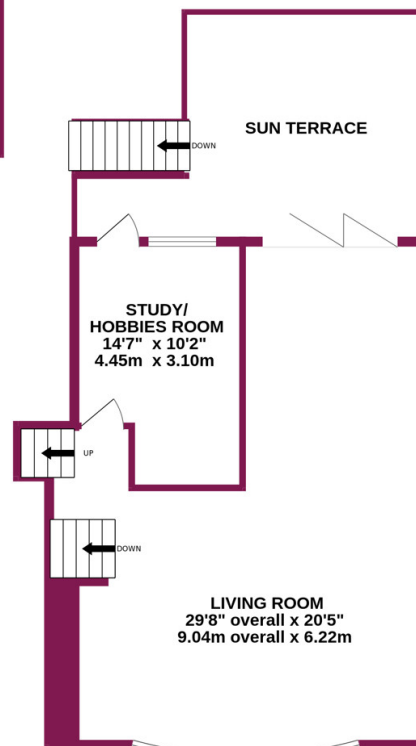 SUN TERRACE
DOWN
STUDY/
HOBBIES ROOM
14'7" x 10'2"
4.45m x 3.10m
UP
DOWN
LIVING ROOM
29'8" overall x 20'5"
9.04m overall x 6.22m